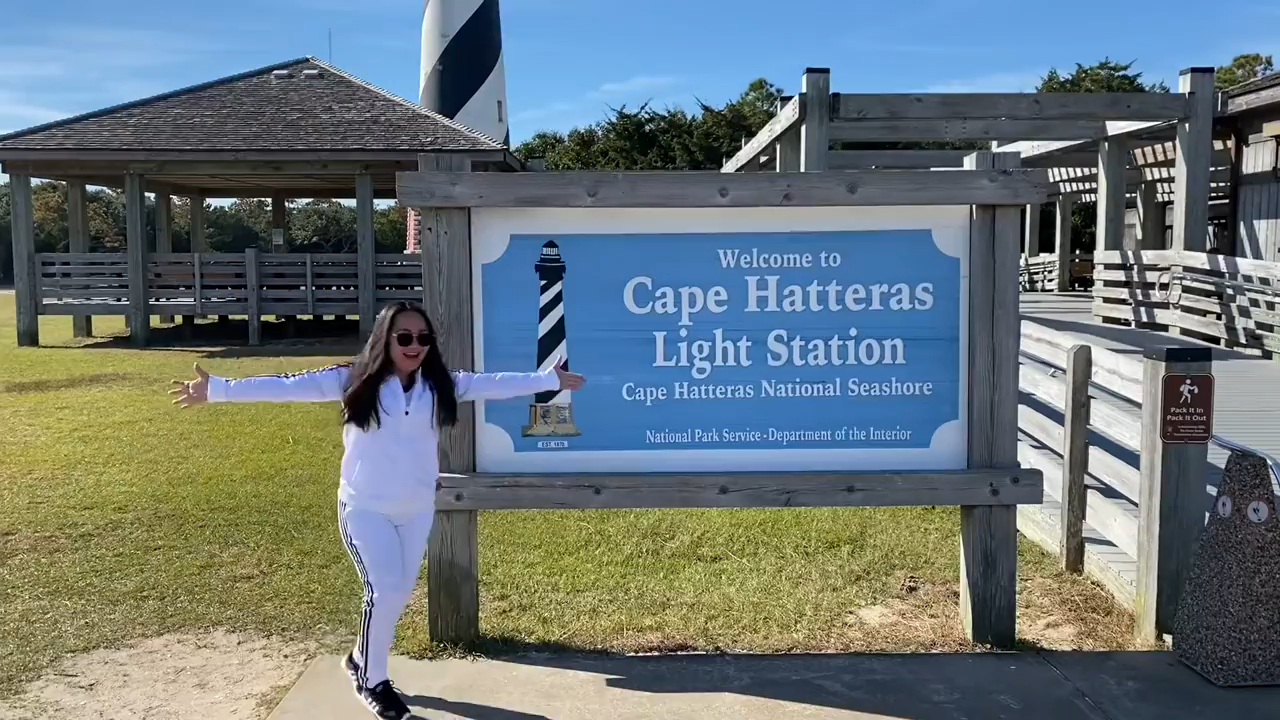 Welcome to
Cape Hatteras
Light Station
Cape Hatteras National Seashore
National Park Service - Department of the Interior
EST. 1870
Pack It In
Pack It Out